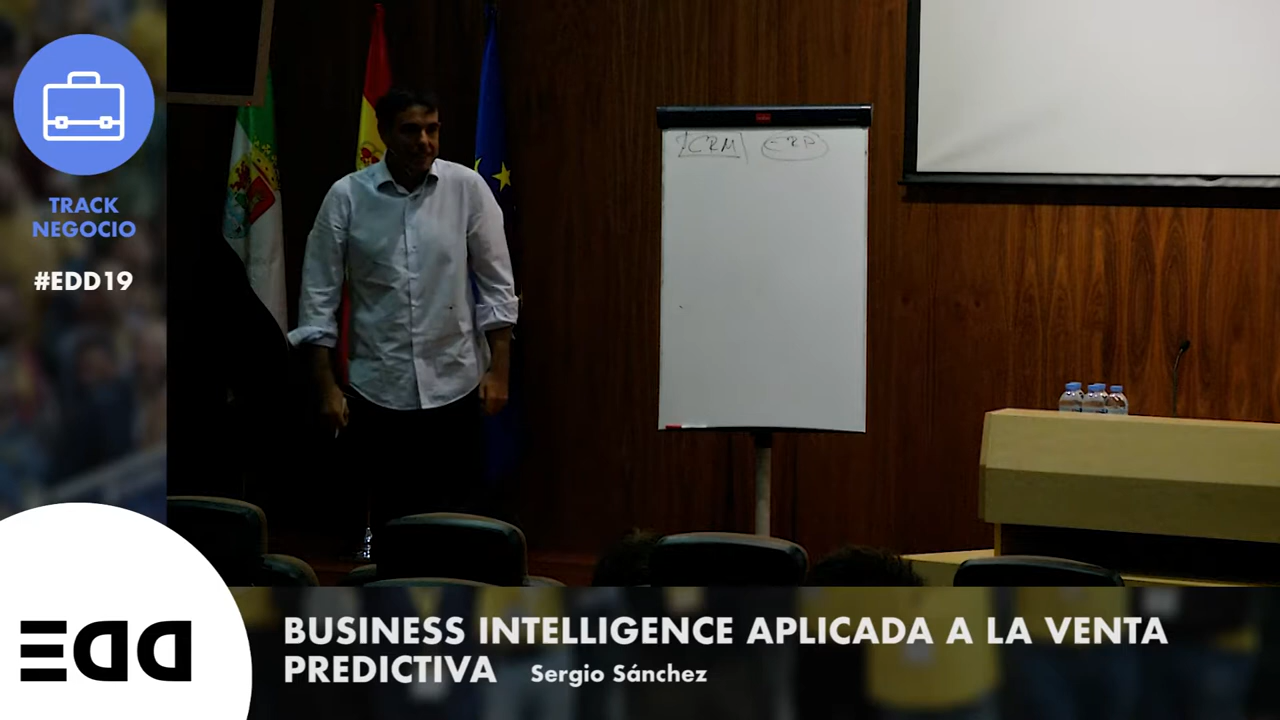 TRACK
NEGOCIO
#EDD19
CRM ERP
EDD
BUSINESS INTELLIGENCE APLICADA A LA VENTA
PREDICTIVA Sergio Sánchez